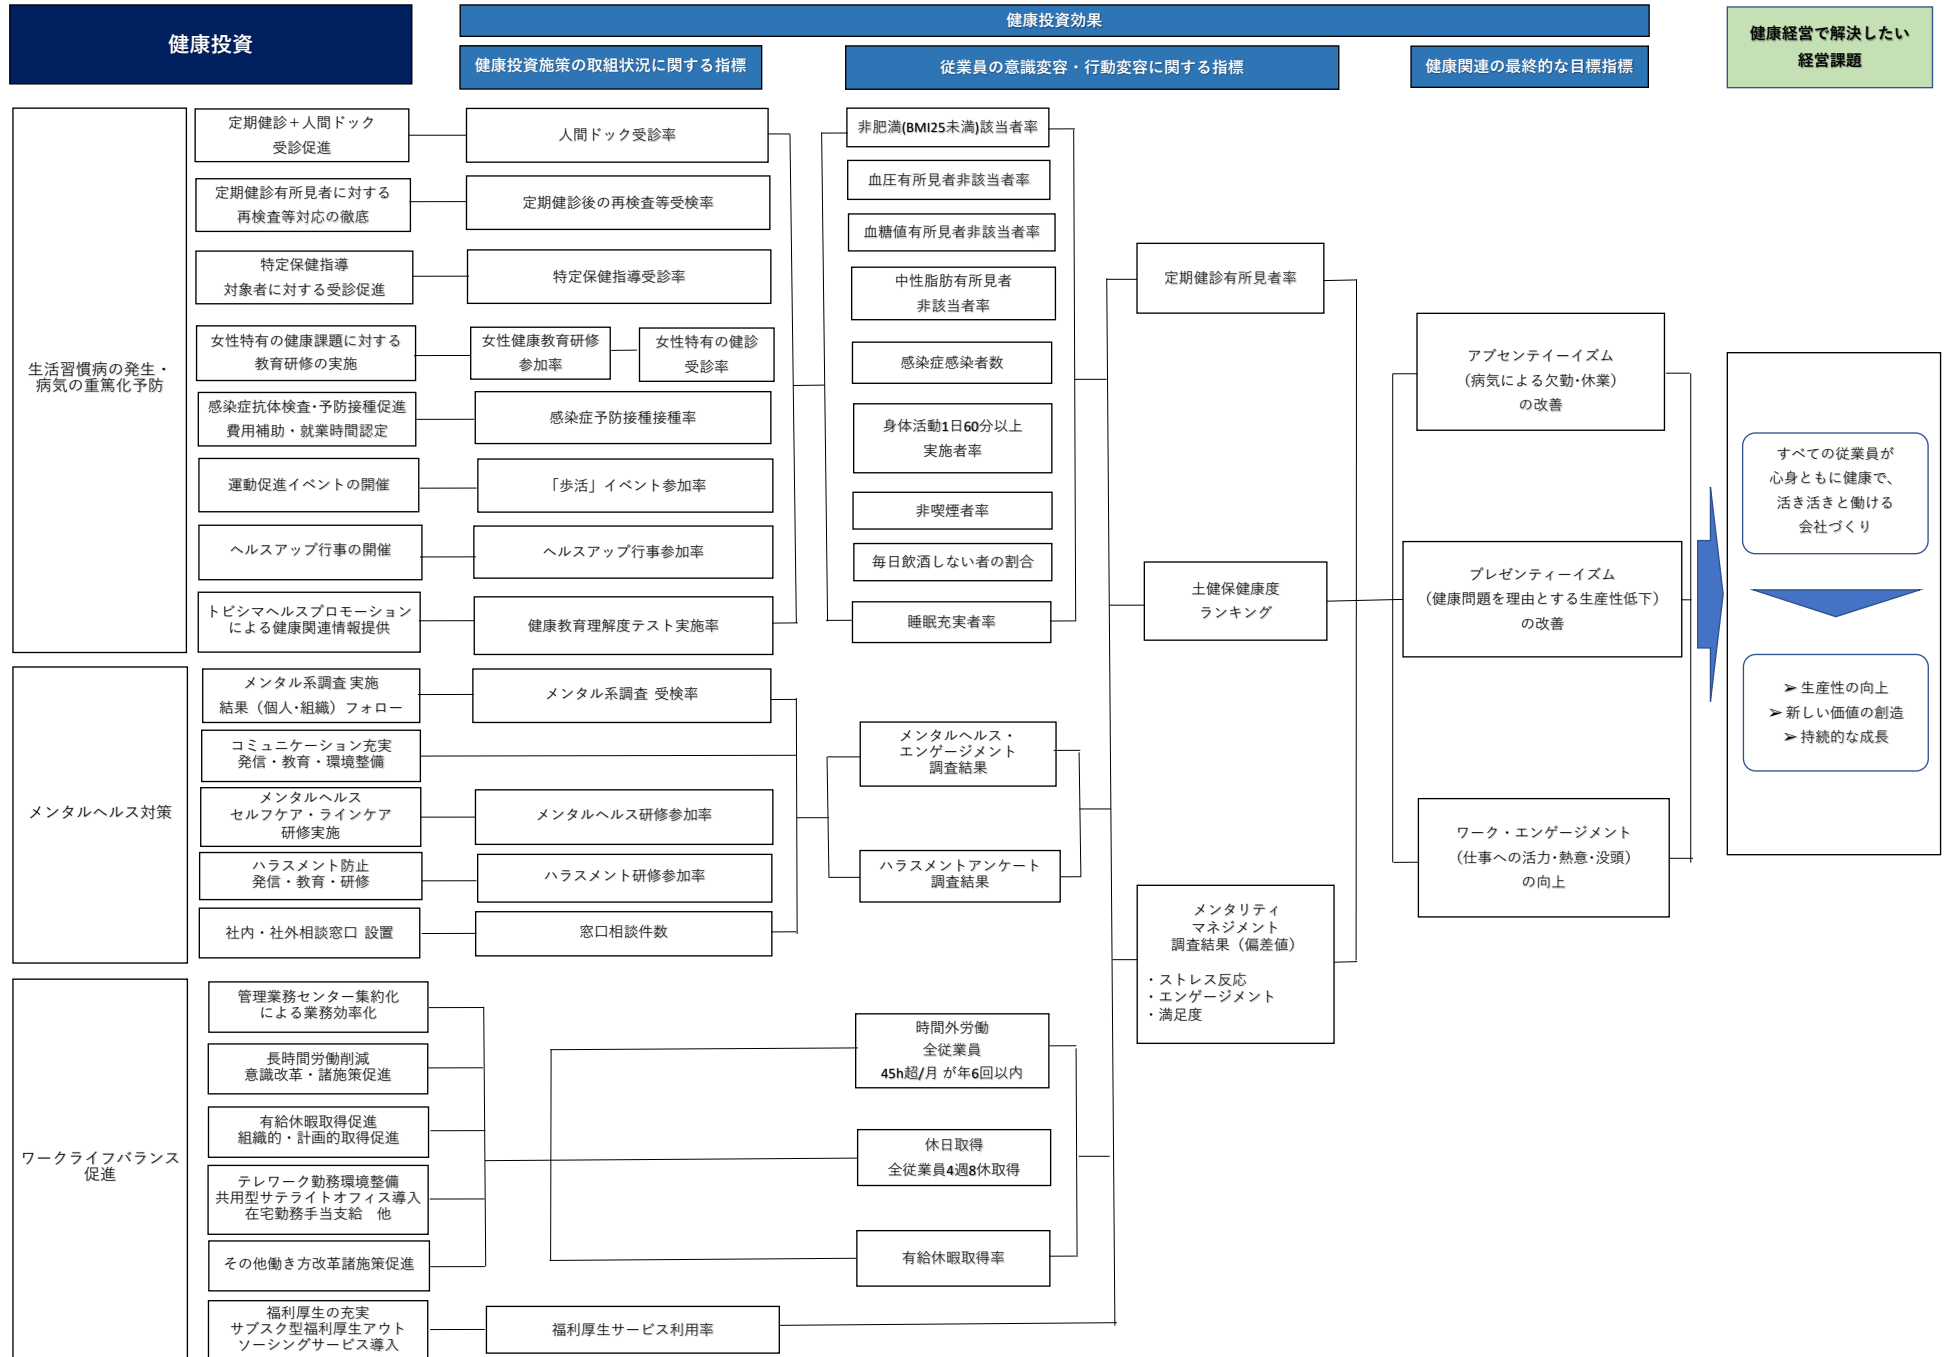 健康投資
健康投資効果
健康投資施策の取組状況に関する指標
従業員の意識変容・行動変容に関する指標
健康関連の最終的な目標指標
健康経営で解決したい
経営課題
生活習慣病の発生・
病気の重篤化予防
定期健診＋人間ドック
受診促進
人間ドック受診率
定期健診有所見者に対する
再検査等対応の徹底
定期健診後の再検査等受検率
特定保健指導
対象者に対する受診促進
特定保健指導受診率
女性特有の健康課題に対する
教育研修の実施
女性健康教育研修
参加率
女性特有の健診
受診率
感染症抗体検査・予防接種促進
費用補助・就業時間認定
感染症予防接種接種率
運動促進イベントの開催
「歩活」イベント参加率
ヘルスアップ行事の開催
ヘルスアップ行事参加率
トビシマヘルスプロモーション
による健康関連情報提供
健康教育理解度テスト実施率
非肥満(BMI25未満)該当者率
血圧有所見者非該当者率
血糖値有所見者非該当者率
中性脂肪有所見者
非該当者率
感染症感染者数
身体活動1日60分以上
実施者率
非喫煙者率
毎日飲酒しない者の割合
睡眠充実者率
メンタルヘルス対策
メンタル系調査 実施
結果（個人・組織）フォロー
メンタル系調査 受検率
コミュニケーション充実
発信・教育・環境整備
メンタルヘルス
セルフケア・ラインケア
研修実施
メンタルヘルス研修参加率
ハラスメント防止
発信・教育・研修
ハラスメント研修参加率
社内・社外相談窓口 設置
窓口相談件数
メンタルヘルス・
エンゲージメント
調査結果
ハラスメントアンケート
調査結果
ワークライフバランス
促進
管理業務センター集約化
による業務効率化
長時間労働削減
意識改革・諸施策促進
有給休暇取得促進
組織的・計画的取得促進
テレワーク勤務環境整備
共用型サテライトオフィス導入
在宅勤務手当支給　他
その他働き方改革諸施策促進
福利厚生の充実
サブスク型福利厚生アウト
ソーシングサービス導入
福利厚生サービス利用率
時間外労働
全従業員
45h超/月 が年6回以内
休日取得
全従業員4週8休取得
有給休暇取得率
定期健診有所見者率
土健保健康度
ランキング
メンタリティ
マネジメント
調査結果（偏差値）
・ストレス反応
・エンゲージメント
・満足度
アブセンテイーイズム
（病気による欠勤・休業）
の改善
プレゼンティーイズム
（健康問題を理由とする生産性低下）
の改善
ワーク・エンゲージメント
（仕事への活力・熱意・没頭）
の向上
すべての従業員が
心身ともに健康で、
活き活きと働ける
会社づくり
➢ 生産性の向上
➢ 新しい価値の創造
➢ 持続的な成長